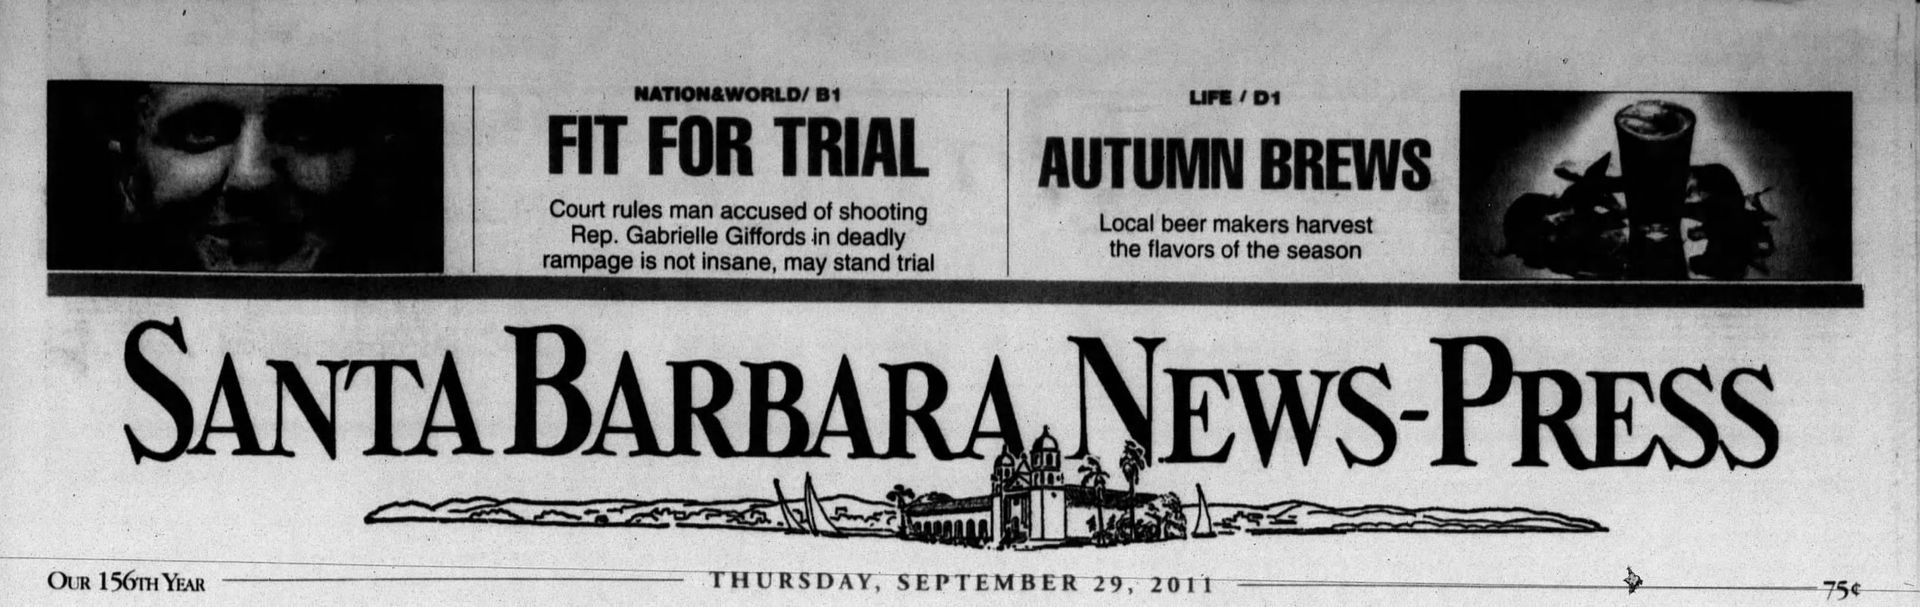 NATION&WORLD/ B1
FIT FOR TRIAL
Court rules man accused of shooting
Rep. Gabrielle Giffords in deadly
rampage is not insane, may stand trial
LIFE / D1
AUTUMN BREWS
Local beer makers harvest
the flavors of the season
SANTA BARBARA NEWS-PRESS
OUR 156TH YEAR
THURSDAY, SEPTEMBER 29, 2011
75¢